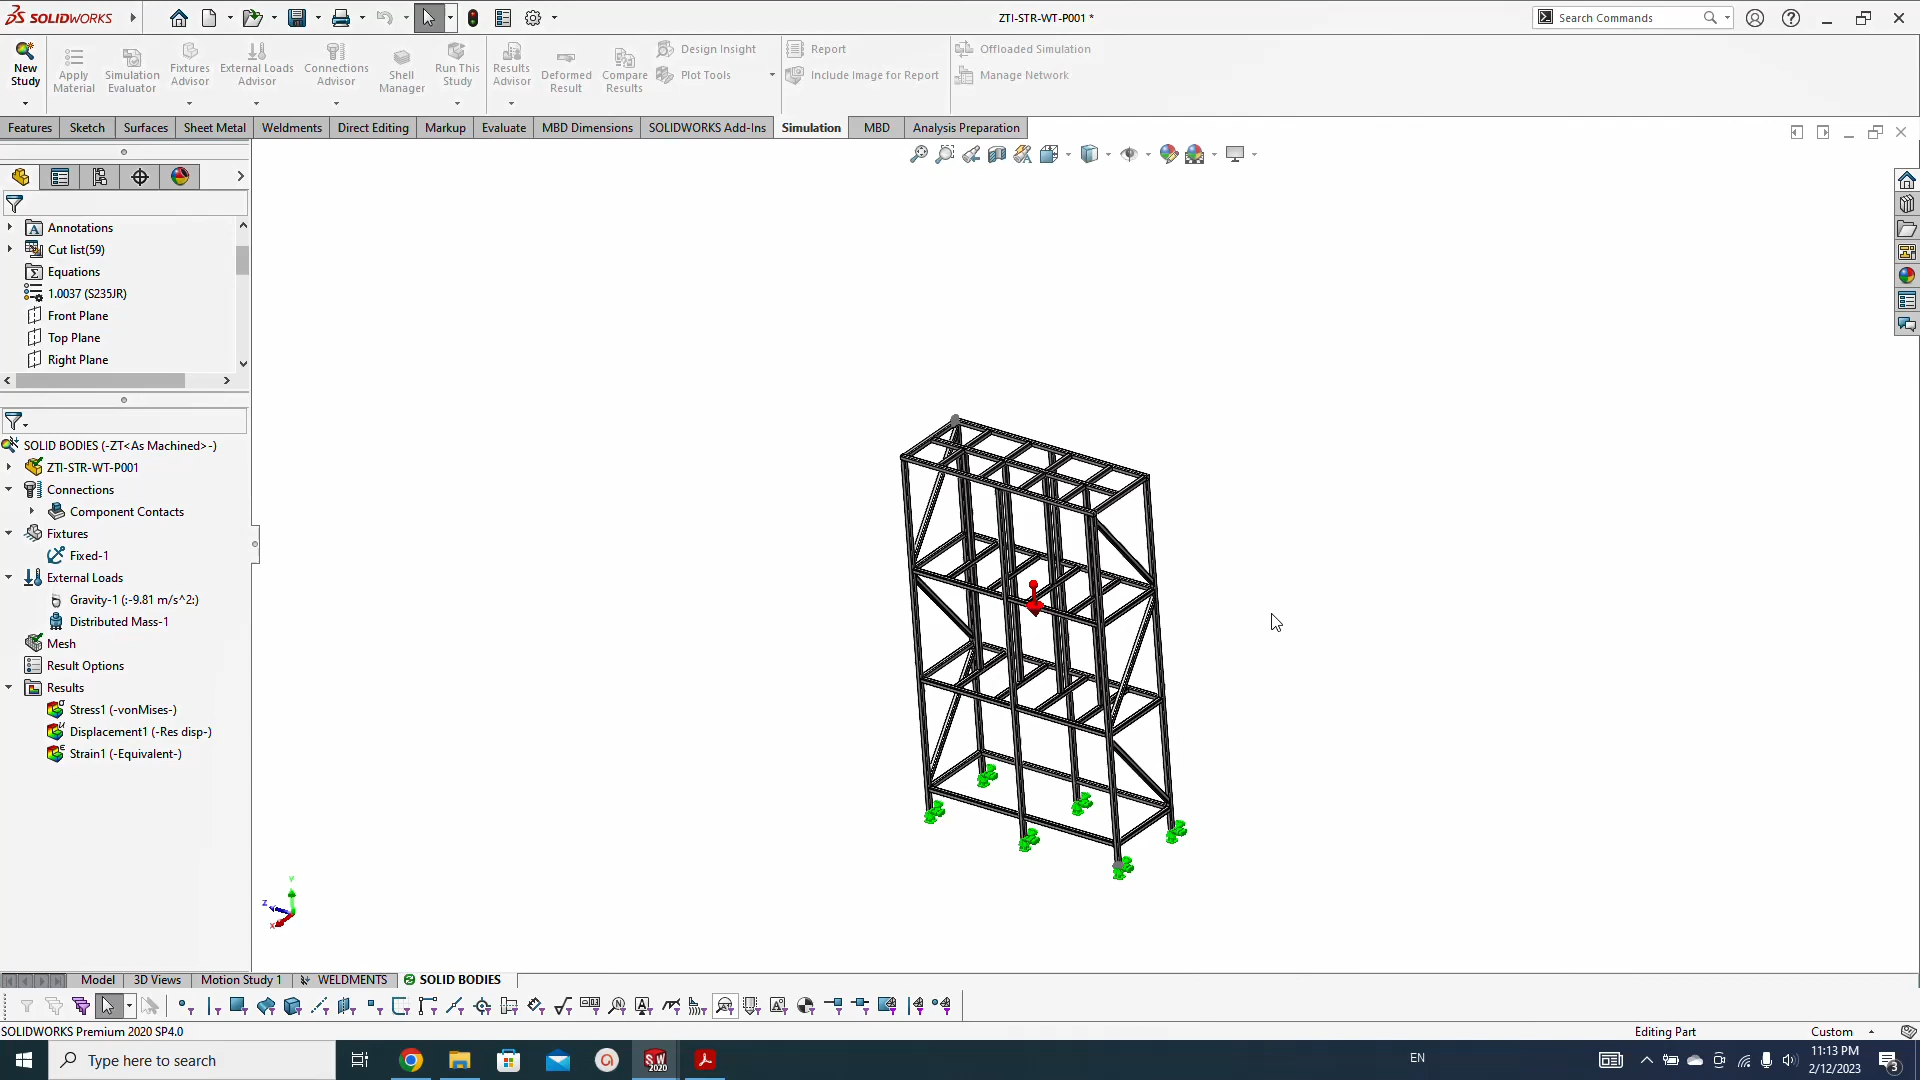 SOLIDWORKS
ZTI-STR-WT-P001 *
Search Commands
New Study
Apply Material
Simulation Evaluator
Fixtures Advisor
External Loads Advisor
Connections Advisor
Shell Manager
Run This Study
Results Advisor
Deformed Result
Compare Results
Design Insight
Plot Tools
Report
Include Image for Report
Offloaded Simulation
Manage Network
Features
Sketch
Surfaces
Sheet Metal
Weldments
Direct Editing
Markup
Evaluate
MBD Dimensions
SOLIDWORKS Add-Ins
Simulation
MBD
Analysis Preparation
Annotations
Cut list(59)
Equations
1.0037 (S235JR)
Front Plane
Top Plane
Right Plane
SOLID BODIES (-ZT<As Machined>-)
ZTI-STR-WT-P001
Connections
Component Contacts
Fixtures
Fixed-1
External Loads
Gravity-1 (:-9.81 m/s^2:)
Distributed Mass-1
Mesh
Result Options
Results
Stress1 (-vonMises-)
Displacement1 (-Res disp-)
Strain1 (-Equivalent-)
Y
Z
X
Model
3D Views
Motion Study 1
WELDMENTS
SOLID BODIES
SOLIDWORKS Premium 2020 SP4.0
Editing Part
Custom
Type here to search
SW 2020
EN
11:13 PM
2/12/2023
3